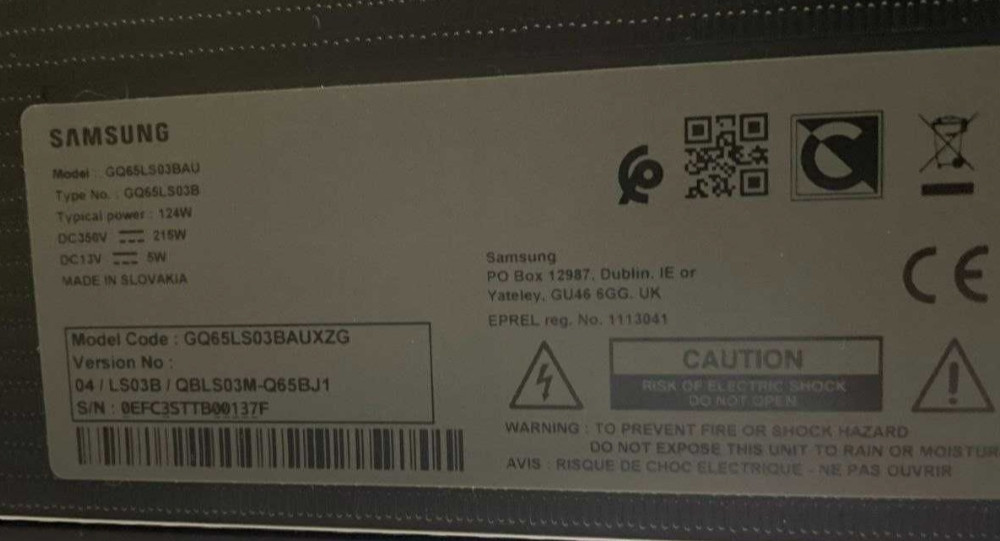 SAMSUNG
Model : GQ65LS03BAU
Type No. : GQ65LS03B
Typical power : 124W
DC350V 215W
DC13V 5W
MADE IN SLOVAKIA
Model Code : GQ65LS03BAUXZG
Version No :
04 / LS03B / QBLS03M-Q65BJ1
S/N : 0EFC3STTB00137F
Samsung
PO Box 12987, Dublin. IE or
Yateley, GU46 6GG. UK
EPREL reg. No. 1113041
CE
CAUTION
RISK OF ELECTRIC SHOCK
DO NOT OPEN
WARNING : TO PREVENT FIRE OR SHOCK HAZARD
DO NOT EXPOSE THIS UNIT TO RAIN OR MOISTUR
AVIS : RISQUE DE CHOC ELECTRIQUE - NE PAS OUVRIR